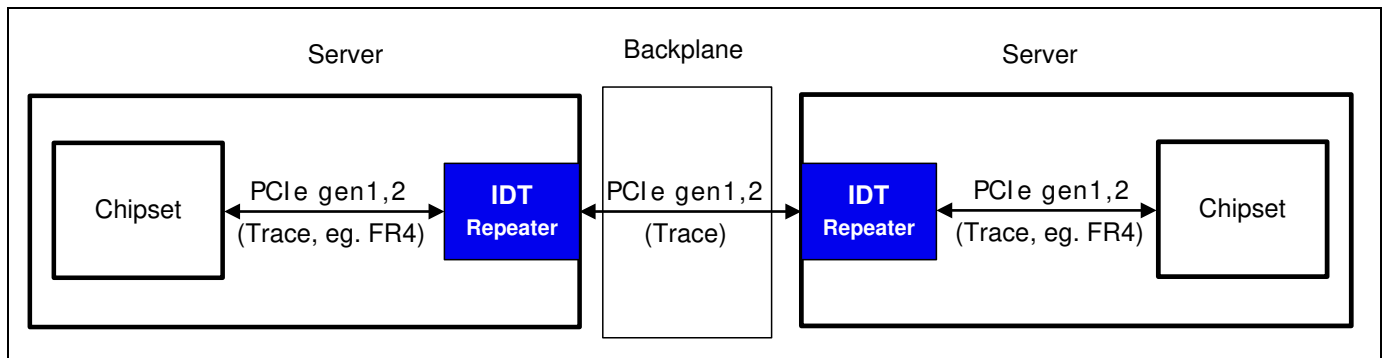 Server
Backplane
Server
Chipset
PCIe gen1,2
(Trace, eg. FR4)
IDT
Repeater
PCIe gen1,2
(Trace)
IDT
Repeater
PCIe gen1,2
(Trace, eg. FR4)
Chipset